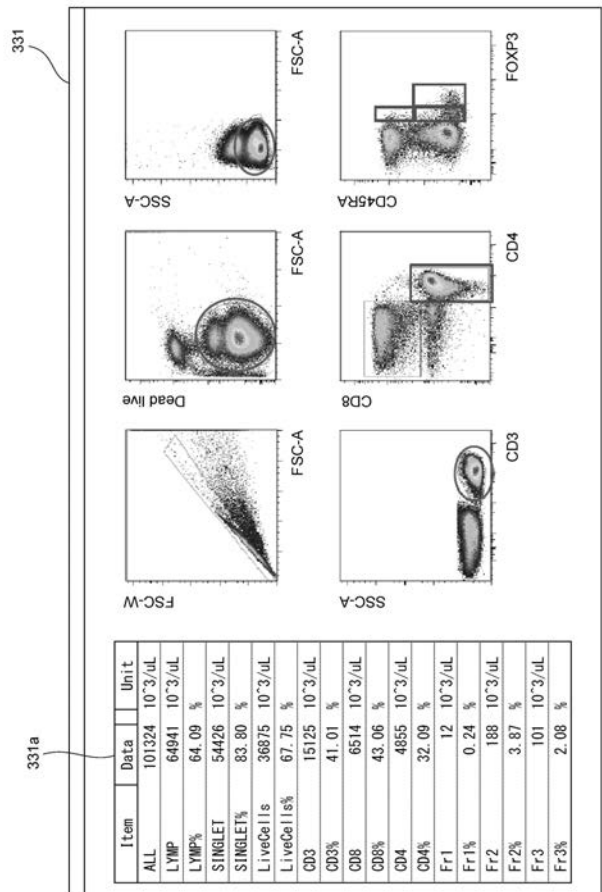 331
331a
Item Data Unit
ALL 101324 10^3/uL
LYMP 64941 10^3/uL
LYMP% 64.09 %
SINGLET 54426 10^3/uL
SINGLET% 83.80 %
LiveCells 36875 10^3/uL
LiveCells% 67.75 %
CD3 15125 10^3/uL
CD3% 41.01 %
CD8 6514 10^3/uL
CD8% 43.06 %
CD4 4855 10^3/uL
CD4% 32.09 %
Fr1 12 10^3/uL
Fr1% 0.24 %
Fr2 188 10^3/uL
Fr2% 3.87 %
Fr3 101 10^3/uL
Fr3% 2.08 %
FSC-W
FSC-A
Dead live
FSC-A
SSC-A
FSC-A
SSC-A
CD3
CD8
CD4
CD45RA
FOXP3